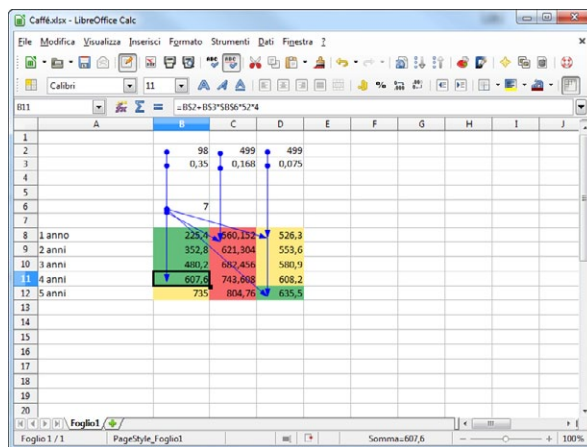 Caffé.xlsx - LibreOffice Calc
File Modifica Visualizza Inserisci Formato Strumenti Dati Finestra ?
Calibri 11
B11 =B$2+B$3*$B$6*52*4
A B C D E F G H I J
1
2 98 499 499
3 0,35 0,168 0,075
4
5
6 7
7
8 1 anno 225,4 560,152 526,3
9 2 anni 352,8 621,304 553,6
10 3 anni 480,2 682,456 580,9
11 4 anni 607,6 743,608 608,2
12 5 anni 735 804,76 635,5
13
14
15
16
17
18
19
20
Foglio1
Foglio 1 / 1 PageStyle_Foglio1 Somma=607,6 100%